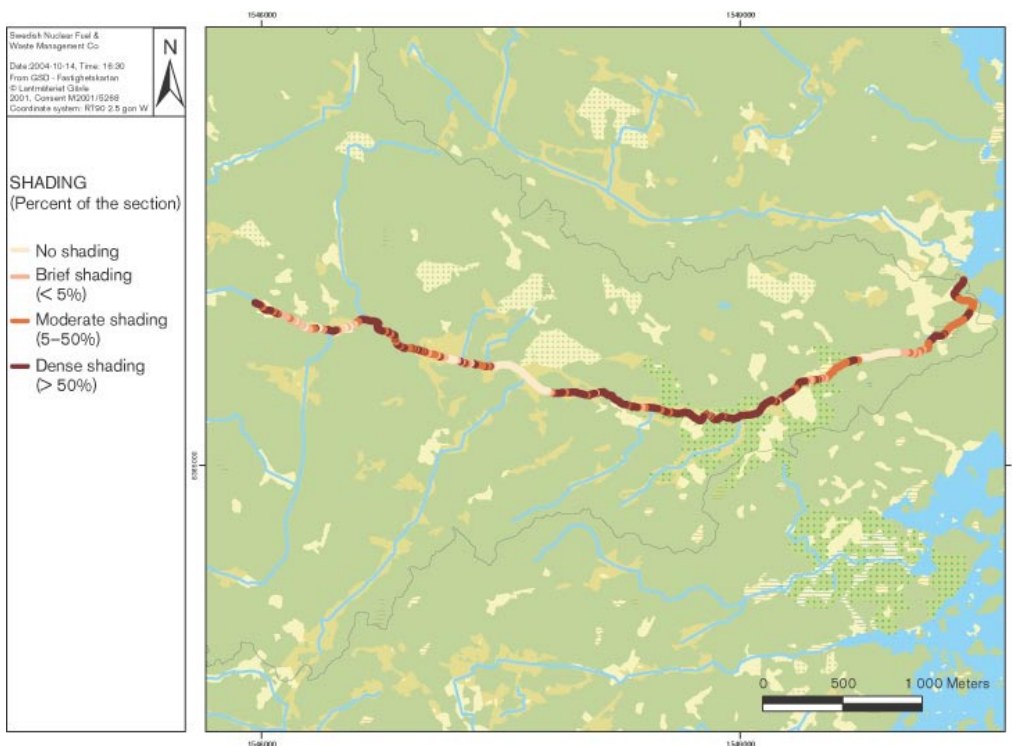 1546000
1549000
Swedish Nuclear Fuel &
Waste Management Co
Date:2004-10-14, Time: 16:30
From GSD - Fastighetskartan
© Lantmäteriet Gävle
2001, Consent M2001/5268
Coordinate system: RT90 2.5 gon W
N
SHADING
(Percent of the section)
No shading
Brief shading
(< 5%)
Moderate shading
(5–50%)
Dense shading
(> 50%)
0 500 1 000 Meters
1546000
1549000